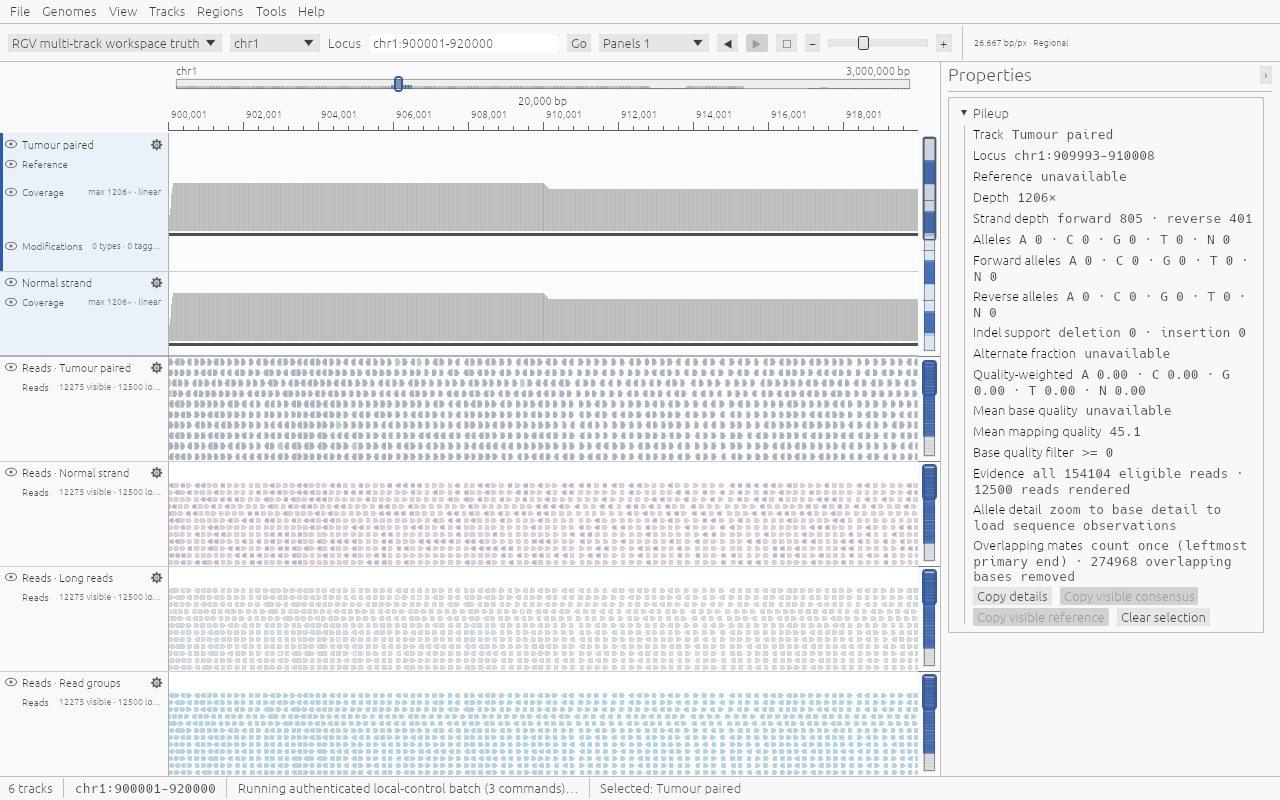 File Genomes View Tracks Regions Tools Help
RGV multi-track workspace truth ▼ chr1 ▼ Locus chr1:900001-920000 Go Panels 1 ▼ ◀ ▶ □ − + 26.667 bp/px · Regional
chr1 3,000,000 bp
20,000 bp
900,001 902,001 904,001 906,001 908,001 910,001 912,001 914,001 916,001 918,001
Tumour paired
Reference
Coverage max 1206× · linear
Modifications 0 types · 0 tagg...
Normal strand
Coverage max 1206× · linear
Reads · Tumour paired
Reads 12275 visible · 12500 lo...
Reads · Normal strand
Reads 12275 visible · 12500 lo...
Reads · Long reads
Reads 12275 visible · 12500 lo...
Reads · Read groups
Reads 12275 visible · 12500 lo...
Properties ›
▼ Pileup
Track Tumour paired
Locus chr1:909993-910008
Reference unavailable
Depth 1206×
Strand depth forward 805 · reverse 401
Alleles A 0 · C 0 · G 0 · T 0 · N 0
Forward alleles A 0 · C 0 · G 0 · T 0 ·
N 0
Reverse alleles A 0 · C 0 · G 0 · T 0 ·
N 0
Indel support deletion 0 · insertion 0
Alternate fraction unavailable
Quality-weighted A 0.00 · C 0.00 · G
0.00 · T 0.00 · N 0.00
Mean base quality unavailable
Mean mapping quality 45.1
Base quality filter >= 0
Evidence all 154104 eligible reads ·
12500 reads rendered
Allele detail zoom to base detail to
load sequence observations
Overlapping mates count once (leftmost
primary end) · 274968 overlapping
bases removed
Copy details Copy visible consensus
Copy visible reference Clear selection
6 tracks chr1:900001-920000 Running authenticated local-control batch (3 commands)... Selected: Tumour paired